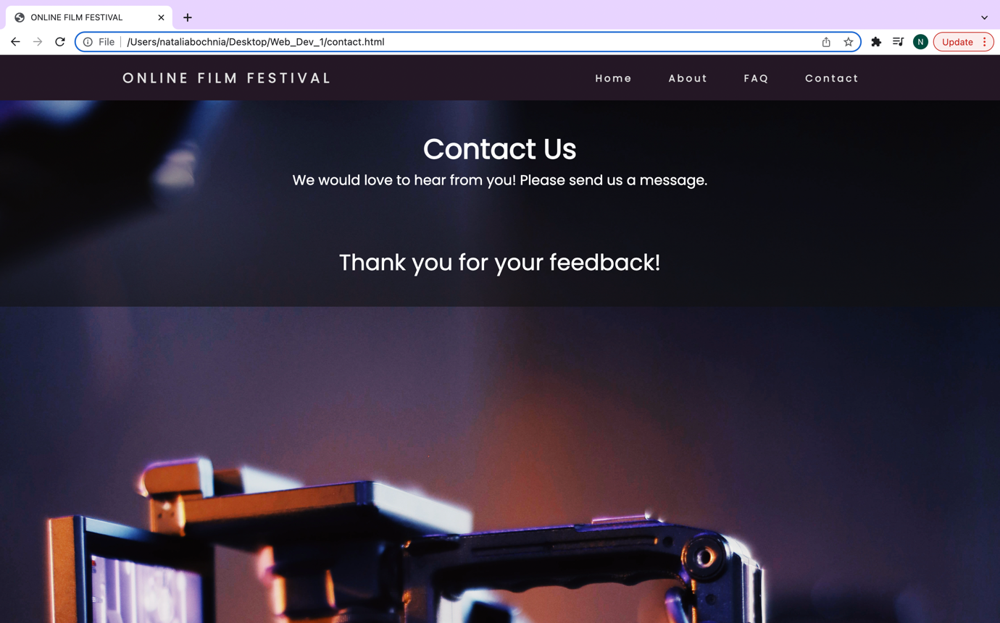 ONLINE FILM FESTIVAL
File /Users/nataliabochnia/Desktop/Web_Dev_1/contact.html N Update
ONLINE FILM FESTIVAL Home About FAQ Contact
Contact Us
We would love to hear from you! Please send us a message.
Thank you for your feedback!